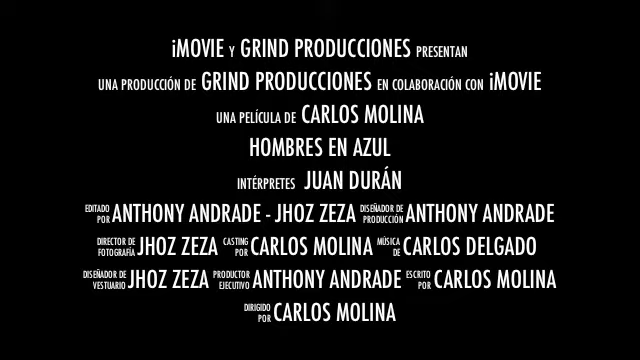 iMOVIE Y GRIND PRODUCCIONES PRESENTAN
UNA PRODUCCIÓN DE GRIND PRODUCCIONES EN COLABORACIÓN CON iMOVIE
UNA PELÍCULA DE CARLOS MOLINA
HOMBRES EN AZUL
INTÉRPRETES JUAN DURÁN
EDITADO POR ANTHONY ANDRADE - JHOZ ZEZA DISEÑADOR DE PRODUCCIÓN ANTHONY ANDRADE
DIRECTOR DE FOTOGRAFÍA JHOZ ZEZA CASTING POR CARLOS MOLINA MÚSICA DE CARLOS DELGADO
DISEÑADOR DE VESTUARIO JHOZ ZEZA PRODUCTOR EJECUTIVO ANTHONY ANDRADE ESCRITO POR CARLOS MOLINA
DIRIGIDO POR CARLOS MOLINA